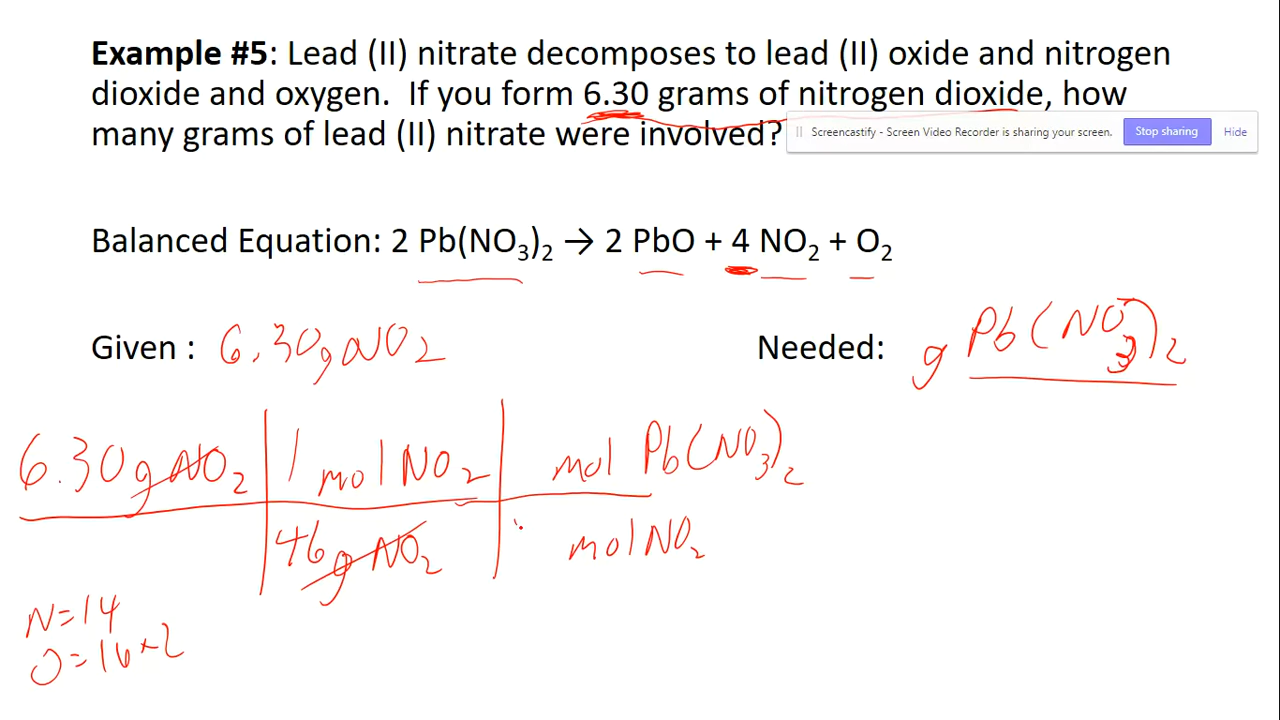 Example #5: Lead (II) nitrate decomposes to lead (II) oxide and nitrogen
dioxide and oxygen. If you form 6.30 grams of nitrogen dioxide, how
many grams of lead (II) nitrate were involved?
Screencastify - Screen Video Recorder is sharing your screen. Stop sharing Hide
Balanced Equation: 2 Pb(NO₃)₂ → 2 PbO + 4 NO₂ + O₂
Given : 6.30g NO₂ Needed: g Pb(NO₃)₂
6.30g NO₂ 1 mol NO₂ mol Pb(NO₃)₂
46 g NO₂ mol NO₂
N=14
O=16*2